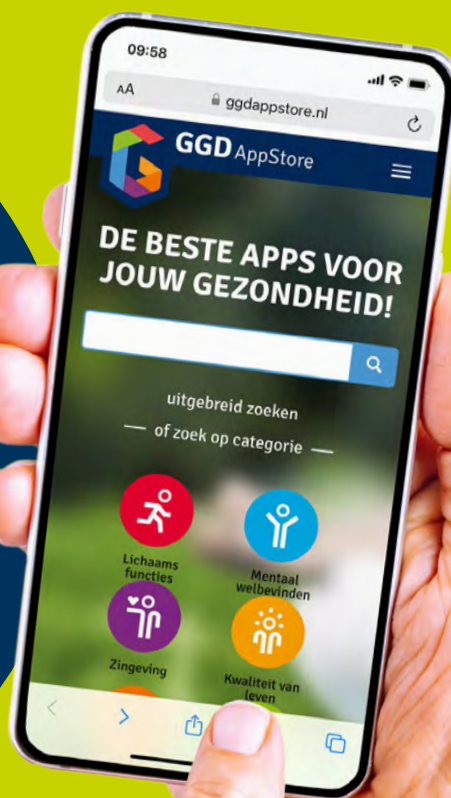 09:58
AA
ggdappstore.nl
GGD AppStore
DE BESTE APPS VOOR
JOUW GEZONDHEID!
uitgebreid zoeken
of zoek op categorie
Lichaams
functies
Mentaal
welbevinden
Zingeving
Kwaliteit van
leven